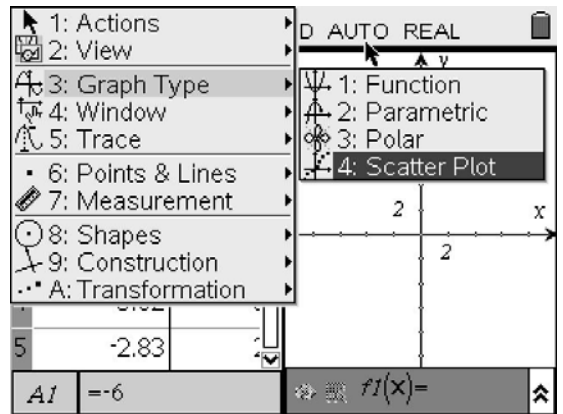 1: Actions
2: View
3: Graph Type
4: Window
5: Trace
6: Points & Lines
7: Measurement
8: Shapes
9: Construction
A: Transformation
D AUTO REAL
1: Function
2: Parametric
3: Polar
4: Scatter Plot
y
2
x
2
5 -2.83
A1 =-6
f1(x)=